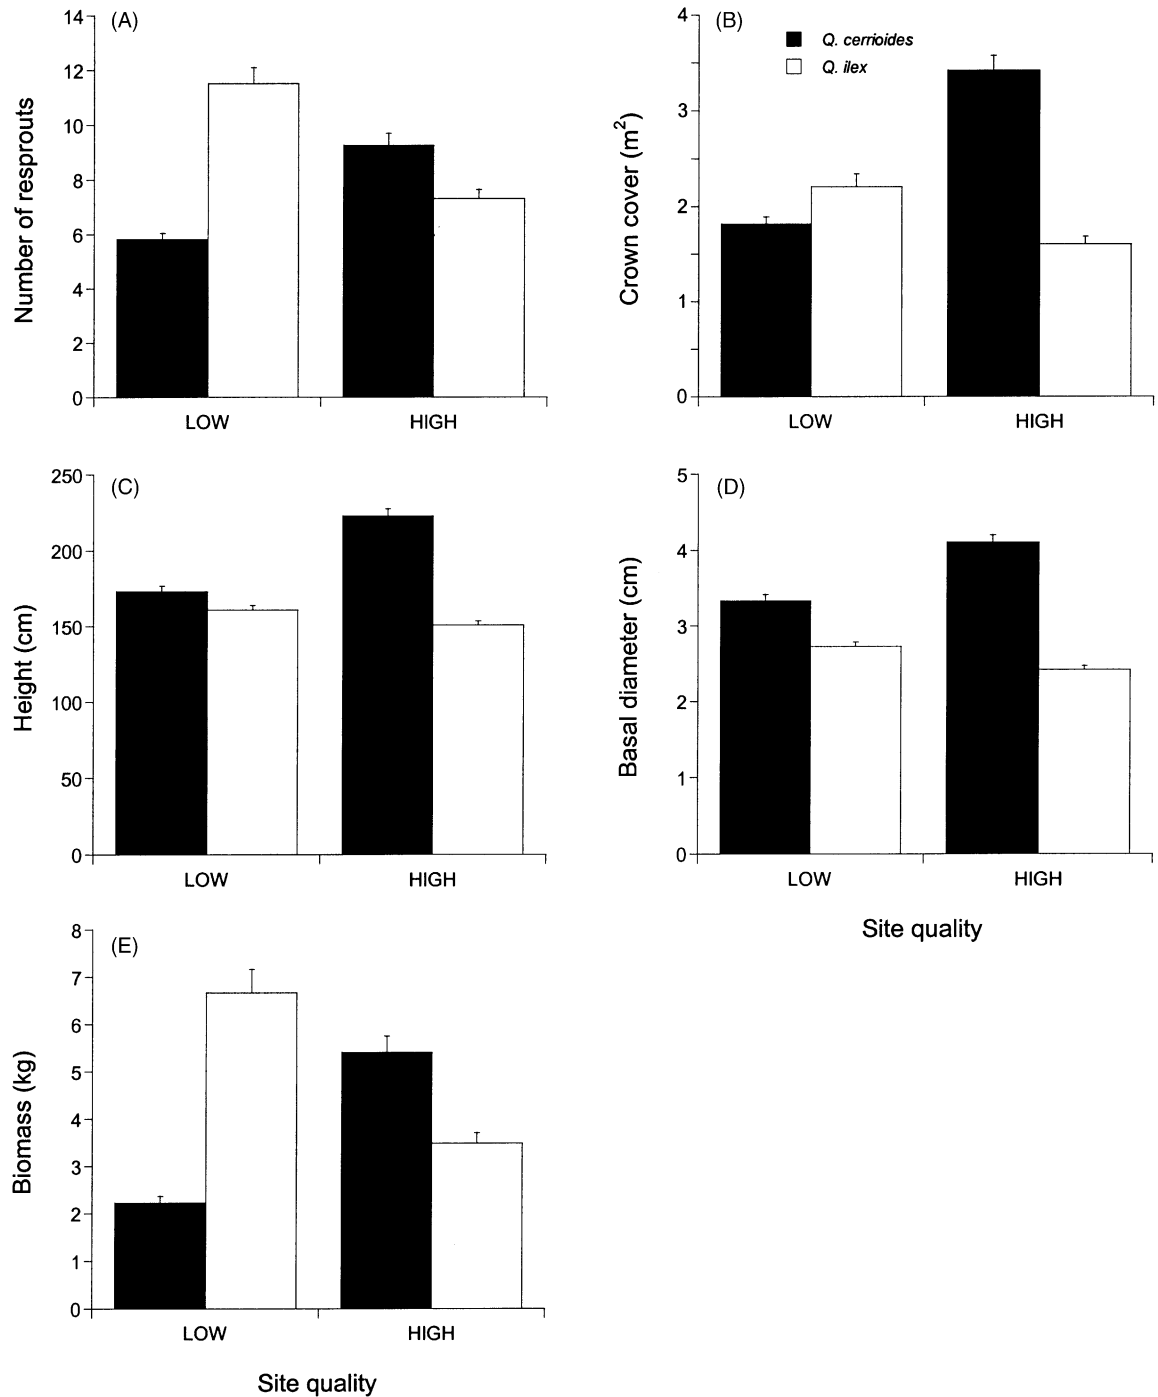 (A)
Number of resprouts
14
12
10
8
6
4
2
0
LOW HIGH
(B)
Q. cerrioides
Q. ilex
Crown cover (m²)
4
3
2
1
0
LOW HIGH
(C)
Height (cm)
250
200
150
100
50
0
LOW HIGH
(D)
Basal diameter (cm)
5
4
3
2
1
0
LOW HIGH
Site quality
(E)
Biomass (kg)
8
7
6
5
4
3
2
1
0
LOW HIGH
Site quality